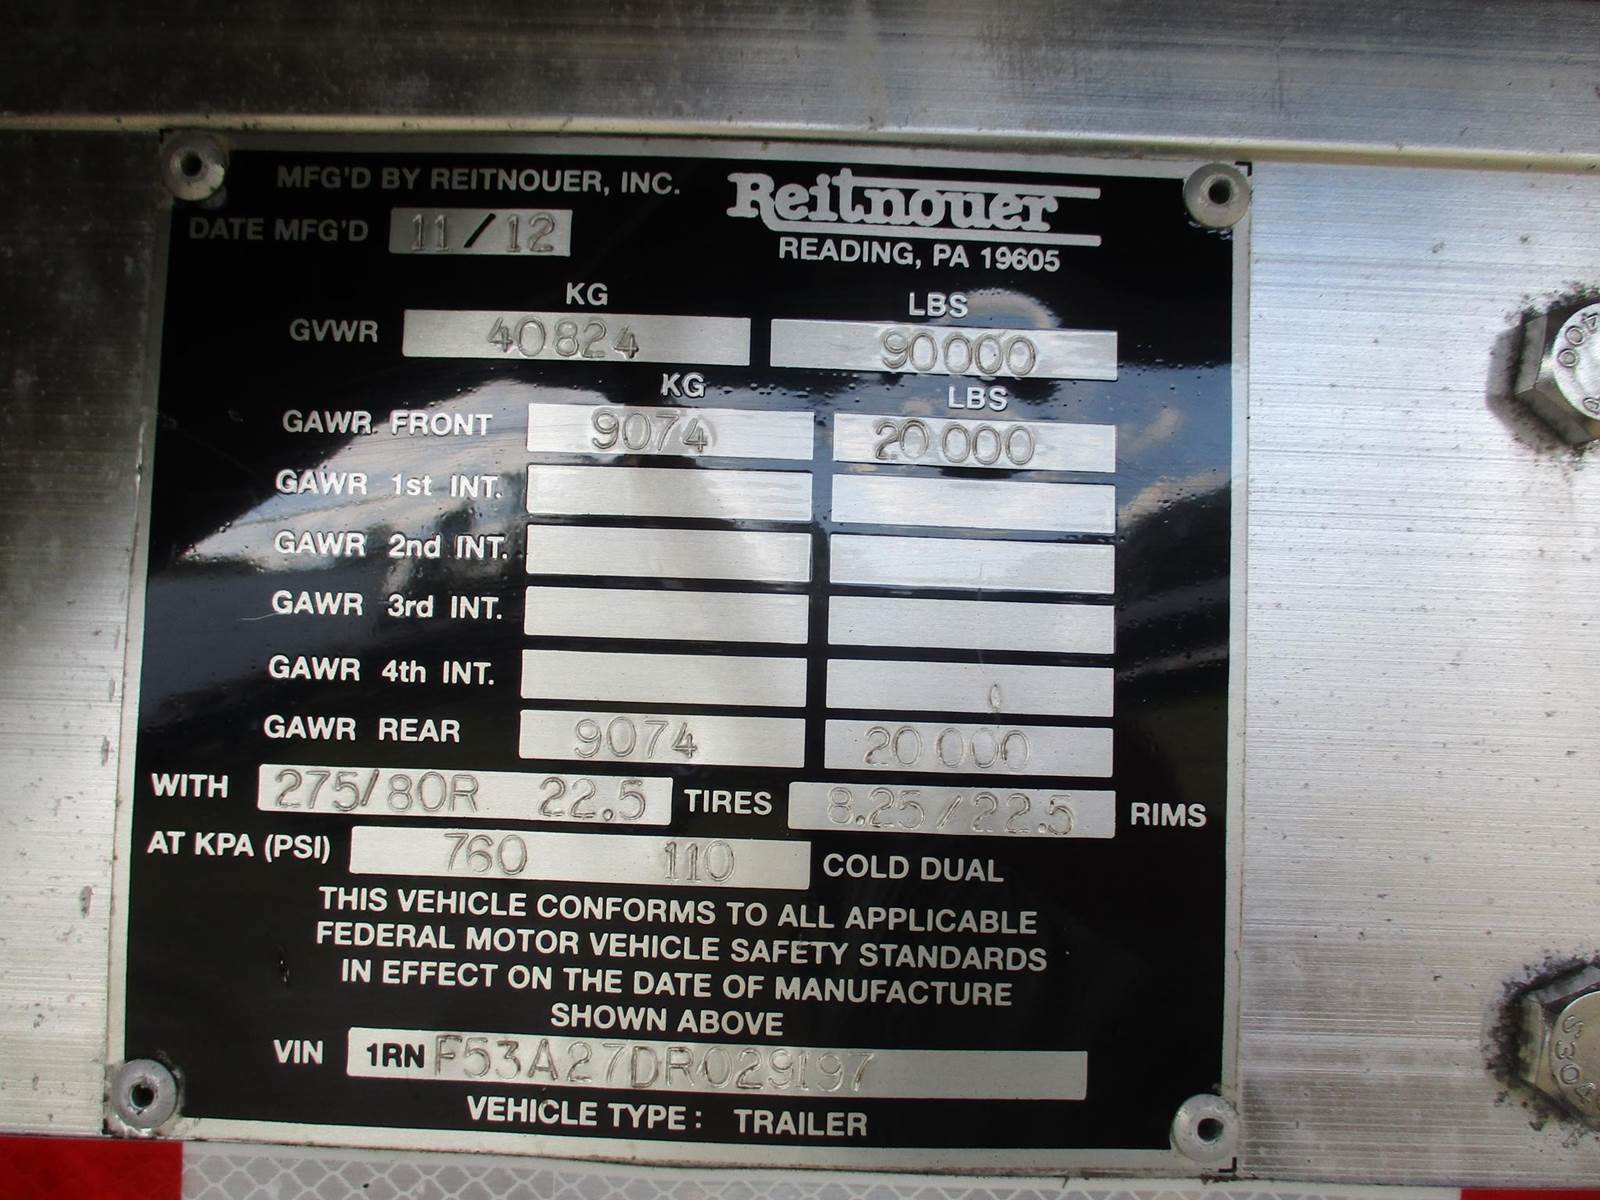 MFG'D BY REITNOUER, INC. Reitnouer
DATE MFG'D 11/12 READING, PA 19605
KG LBS
GVWR 40824 90000
KG LBS
GAWR FRONT 9074 20000
GAWR 1st INT.
GAWR 2nd INT.
GAWR 3rd INT.
GAWR 4th INT.
GAWR REAR 9074 20000
WITH 275/80R 22.5 TIRES 8.25/22.5 RIMS
AT KPA (PSI) 760 110 COLD DUAL
THIS VEHICLE CONFORMS TO ALL APPLICABLE
FEDERAL MOTOR VEHICLE SAFETY STANDARDS
IN EFFECT ON THE DATE OF MANUFACTURE
SHOWN ABOVE
VIN 1RNF53A27DR029197
VEHICLE TYPE: TRAILER